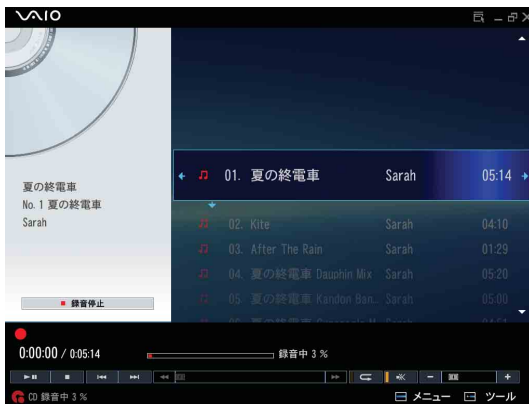 VAIO
夏の終電車
No. 1 夏の終電車
Sarah
録音停止
01. 夏の終電車 Sarah 05:14
02. Kite Sarah 04:10
03. After The Rain Sarah 01:29
04. 夏の終電車 Dauphin Mix Sarah 05:20
05. 夏の終電車 Kandon Ban... Sarah 05:00
0:00:00 / 0:05:14
録音中 3 %
CD 録音中 3 %
メニュー ツール